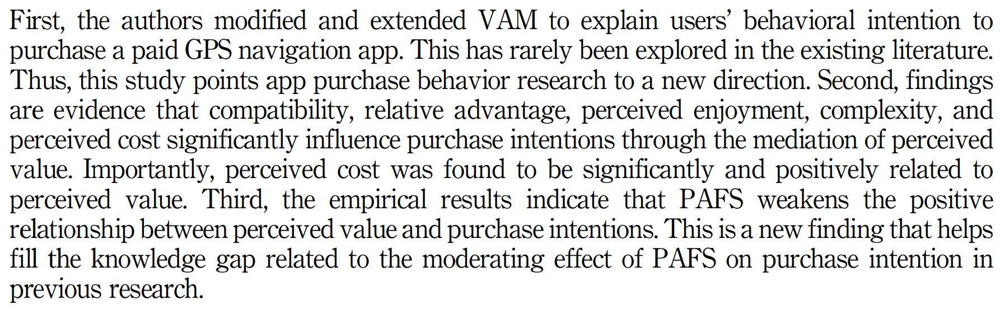 First, the authors modified and extended VAM to explain users’ behavioral intention to
purchase a paid GPS navigation app. This has rarely been explored in the existing literature.
Thus, this study points app purchase behavior research to a new direction. Second, findings
are evidence that compatibility, relative advantage, perceived enjoyment, complexity, and
perceived cost significantly influence purchase intentions through the mediation of perceived
value. Importantly, perceived cost was found to be significantly and positively related to
perceived value. Third, the empirical results indicate that PAFS weakens the positive
relationship between perceived value and purchase intentions. This is a new finding that helps
fill the knowledge gap related to the moderating effect of PAFS on purchase intention in
previous research.